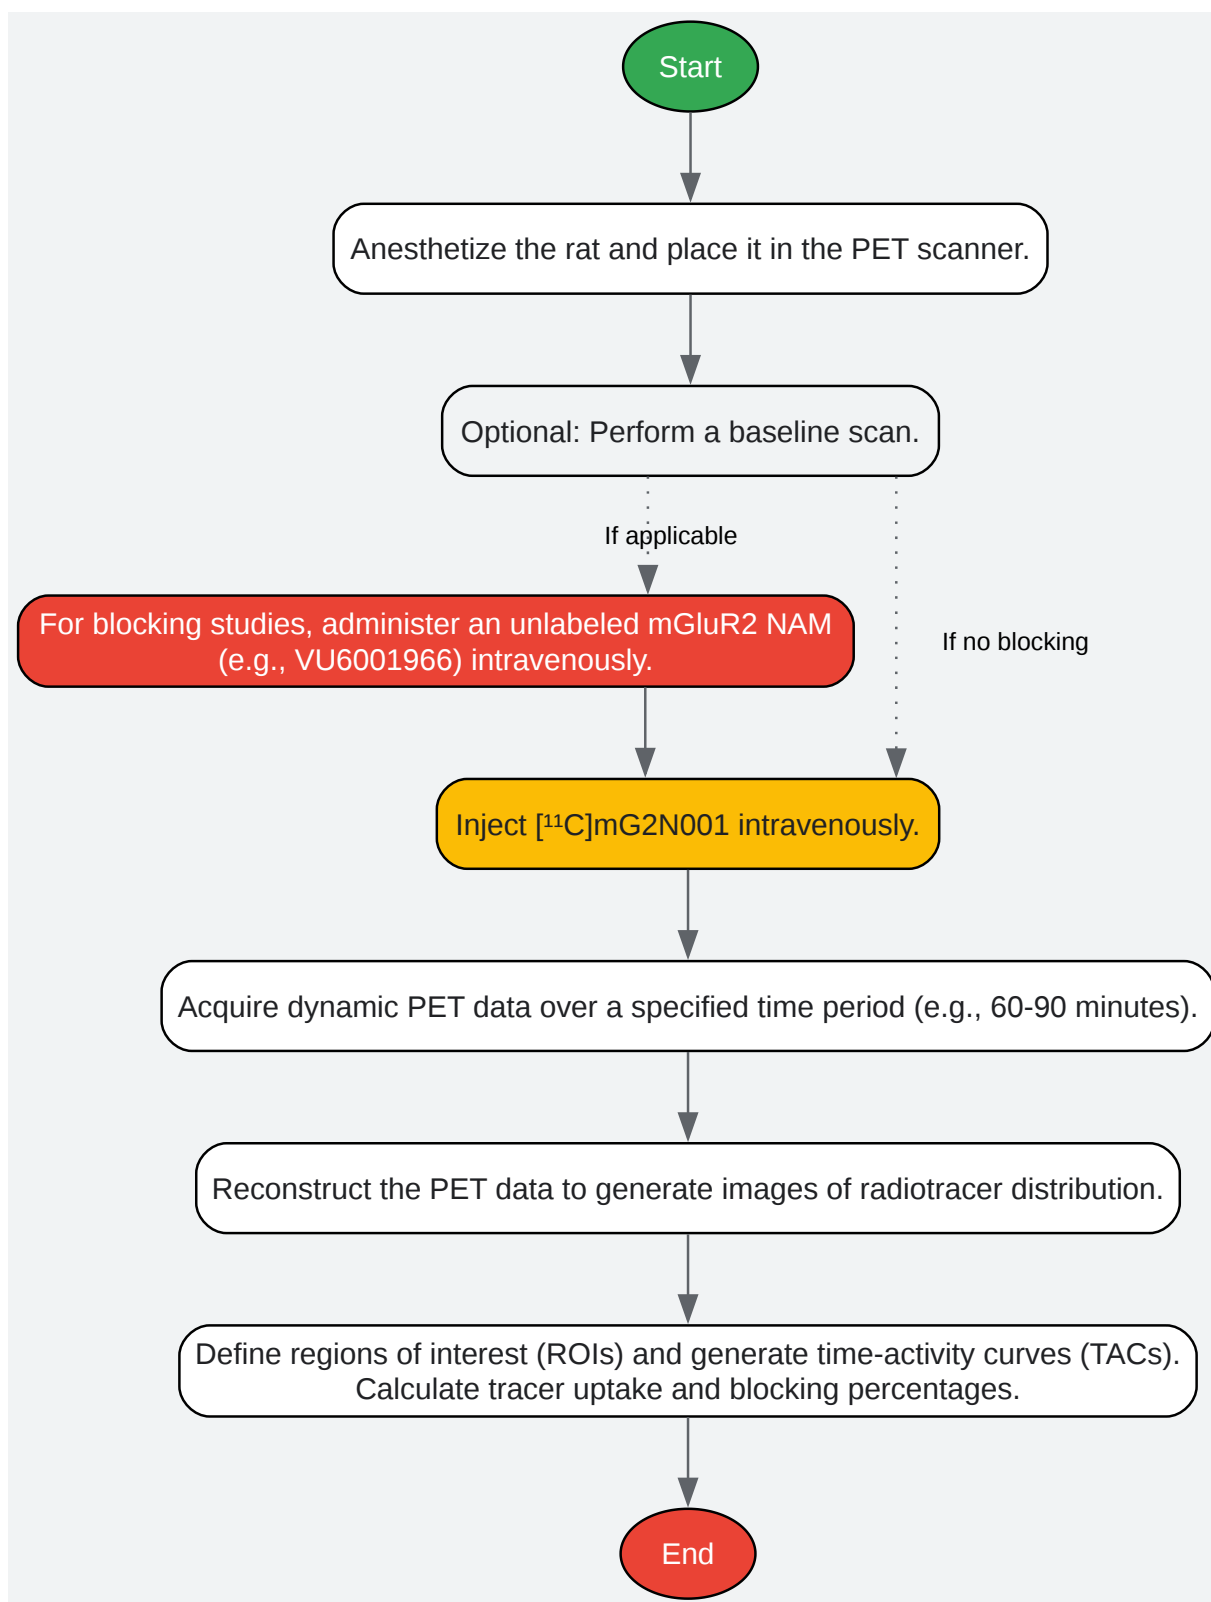 Start
Anesthetize the rat and place it in the PET scanner.
Optional: Perform a baseline scan.
If applicable
For blocking studies, administer an unlabeled mGluR2 NAM
(e.g., VU6001966) intravenously.
If no blocking
Inject [¹¹C]mG2N001 intravenously.
Acquire dynamic PET data over a specified time period (e.g., 60-90 minutes).
Reconstruct the PET data to generate images of radiotracer distribution.
Define regions of interest (ROIs) and generate time-activity curves (TACs).
Calculate tracer uptake and blocking percentages.
End